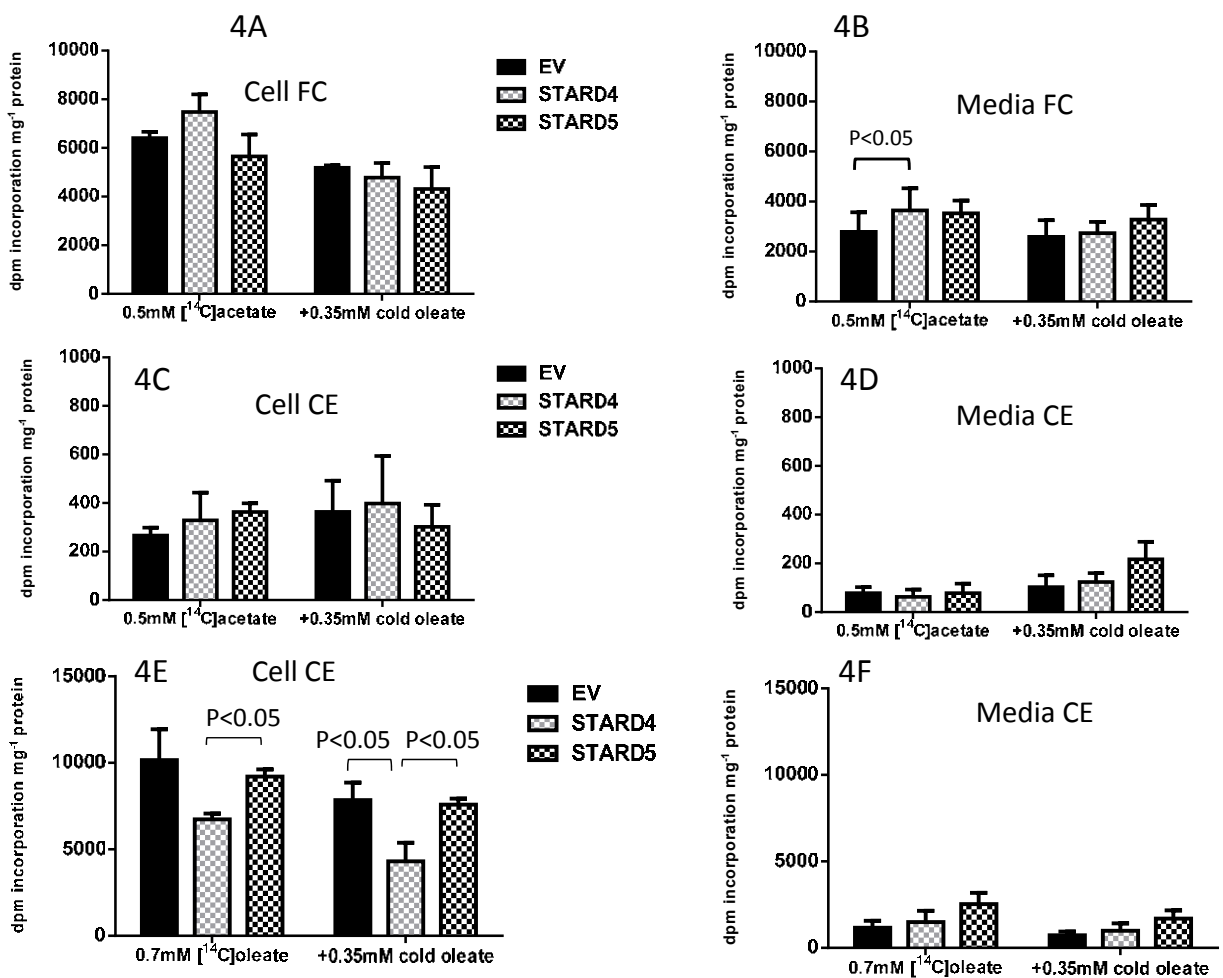 4A
Cell FC
dpm incorporation mg⁻¹ protein
10000
8000
6000
4000
2000
0
0.5mM [¹⁴C]acetate
+0.35mM cold oleate
EV
STARD4
STARD5
4B
Media FC
P<0.05
dpm incorporation mg⁻¹ protein
10000
8000
6000
4000
2000
0
0.5mM [¹⁴C]acetate
+0.35mM cold oleate
4C
Cell CE
dpm incorporation mg⁻¹ protein
1000
800
600
400
200
0
0.5mM [¹⁴C]acetate
+0.35mM cold oleate
EV
STARD4
STARD5
4D
Media CE
dpm incorporation mg⁻¹ protein
1000
800
600
400
200
0
0.5mM [¹⁴C]acetate
+0.35mM cold oleate
4E
Cell CE
P<0.05
P<0.05
P<0.05
dpm incorporation mg⁻¹ protein
15000
10000
5000
0
0.7mM [¹⁴C]oleate
+0.35mM cold oleate
EV
STARD4
STARD5
4F
Media CE
dpm incorporation mg⁻¹ protein
15000
10000
5000
0
0.7mM [¹⁴C]oleate
+0.35mM cold oleate